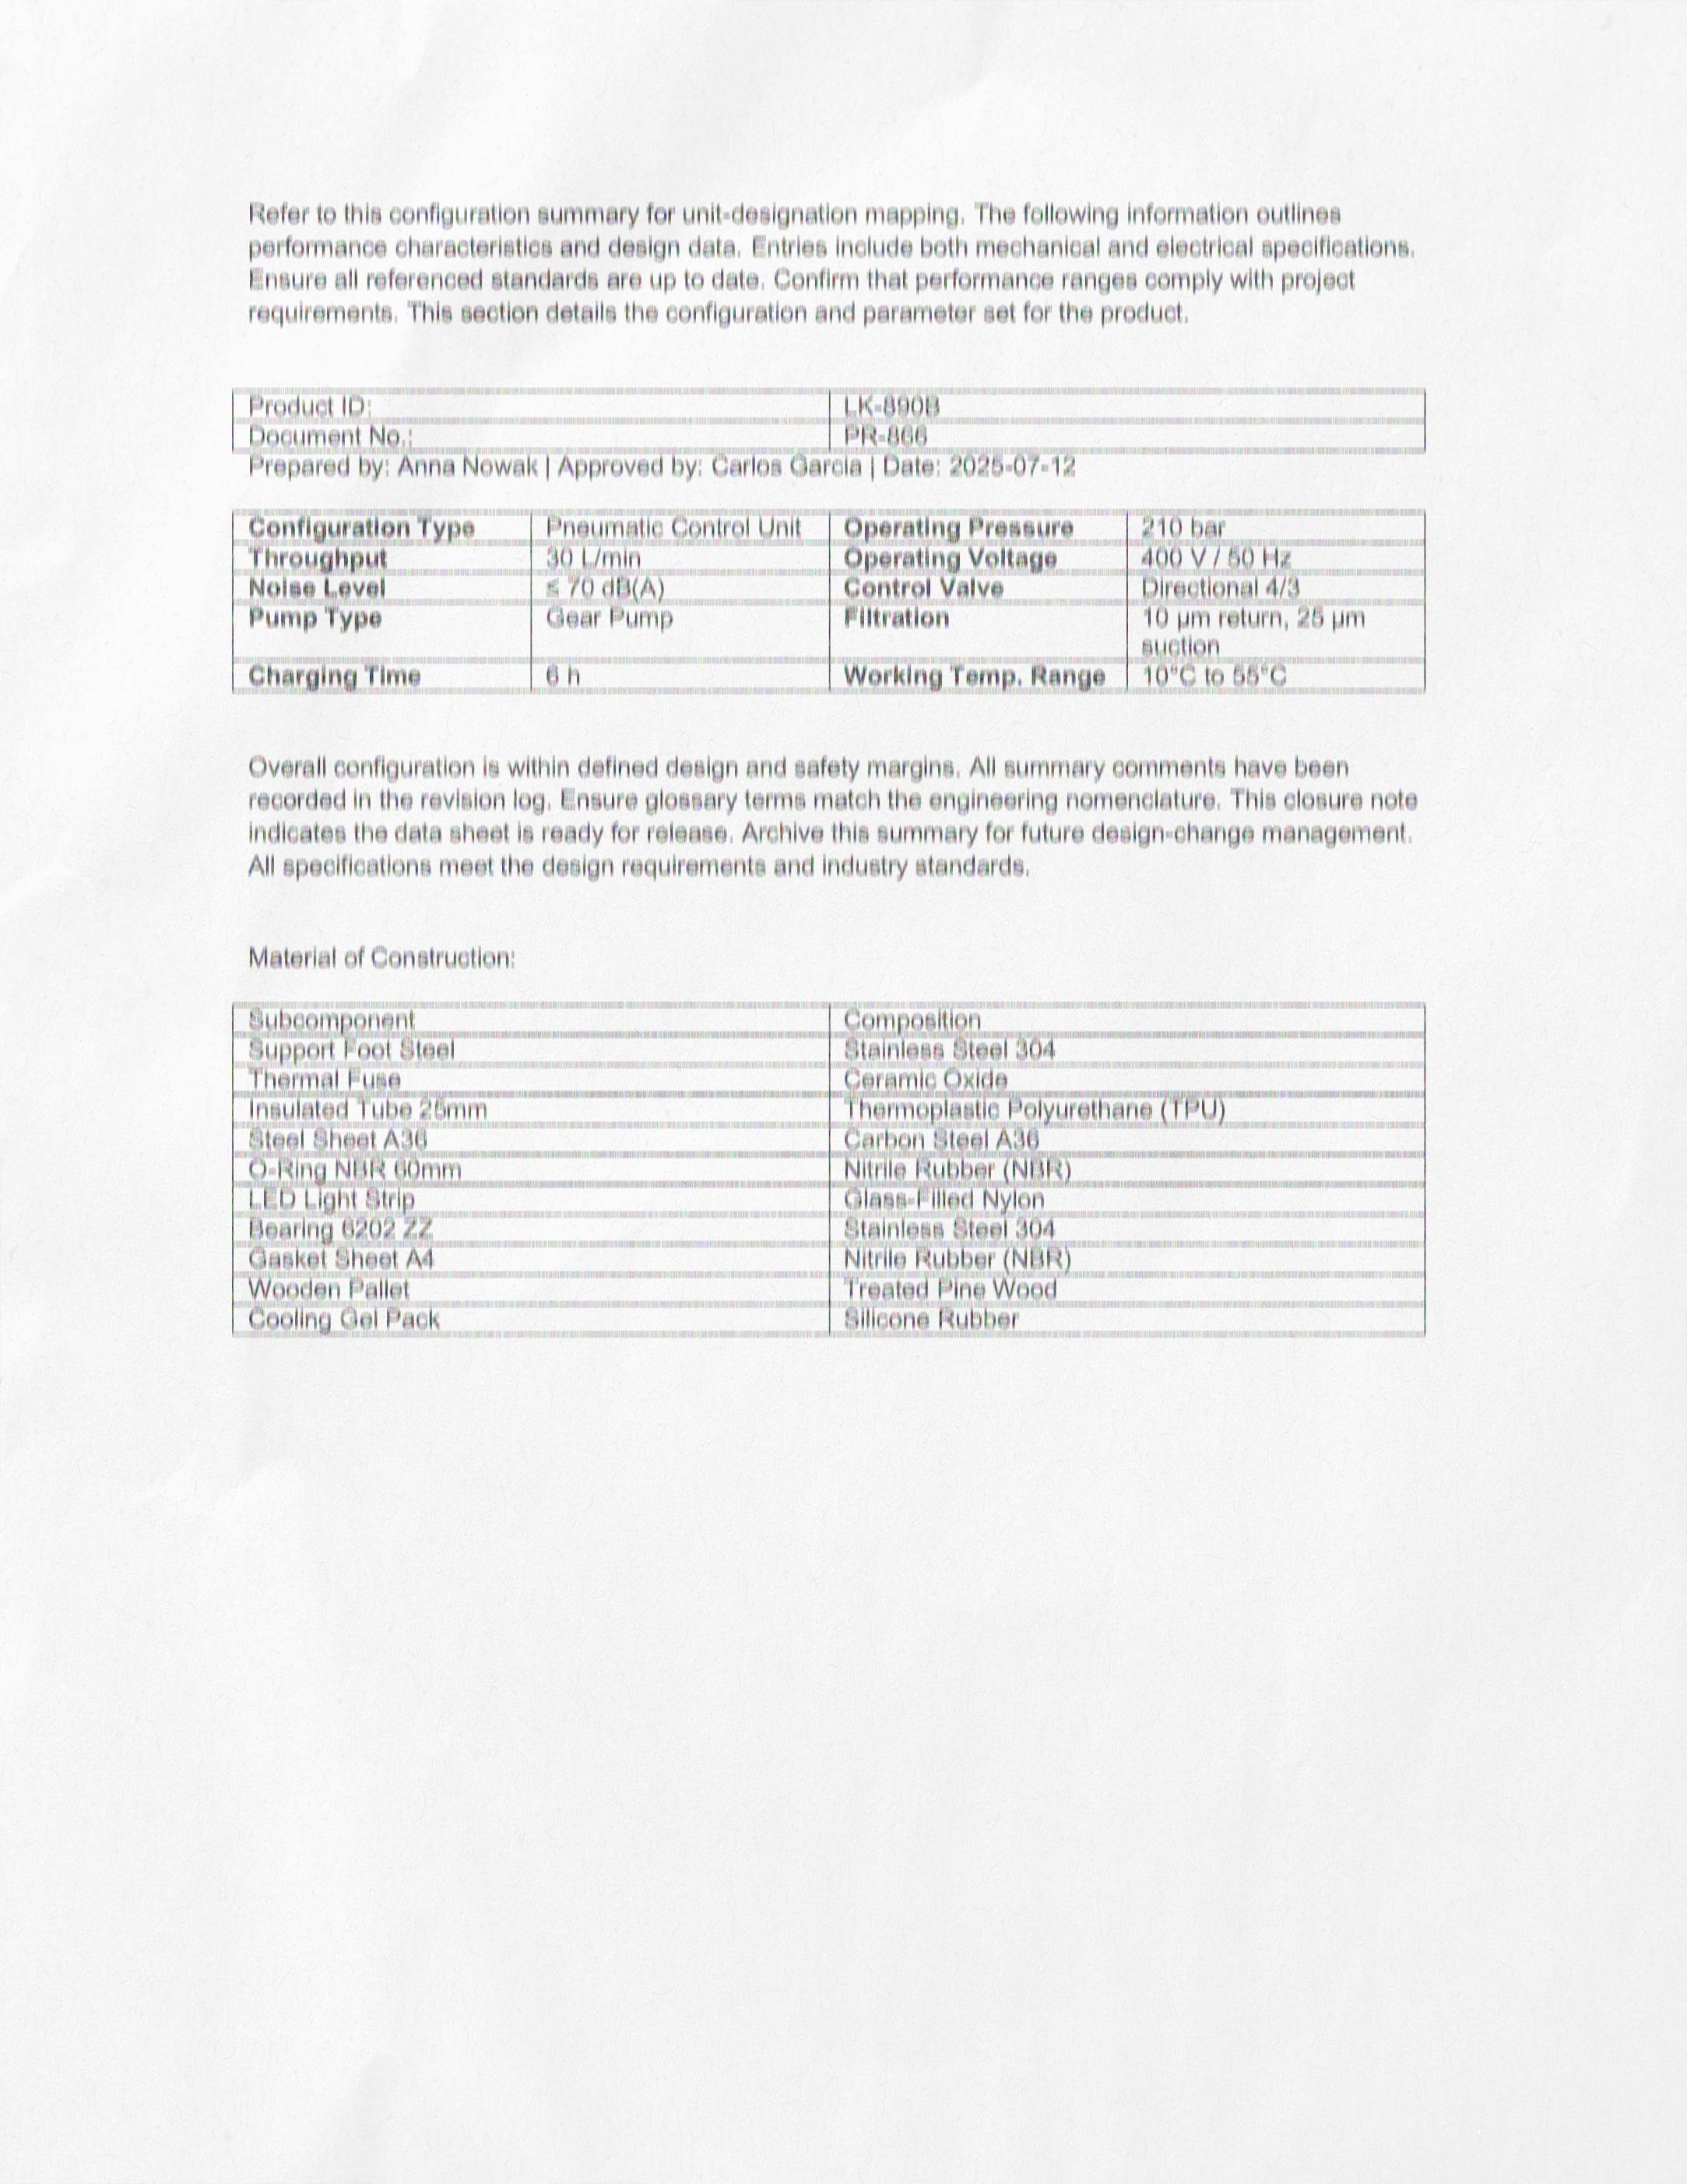 Refer to this configuration summary for unit-designation mapping. The following information outlines
performance characteristics and design data. Entries include both mechanical and electrical specifications.
Ensure all referenced standards are up to date. Confirm that performance ranges comply with project
requirements. This section details the configuration and parameter set for the product.
Product ID: LK-890B
Document No.: PR-866
Prepared by: Anna Nowak | Approved by: Carlos Garcia | Date: 2025-07-12
Configuration Type Pneumatic Control Unit Operating Pressure 210 bar
Throughput 30 L/min Operating Voltage 400 V / 50 Hz
Noise Level ≤ 70 dB(A) Control Valve Directional 4/3
Pump Type Gear Pump Filtration 10 µm return, 25 µm
suction
Charging Time 6 h Working Temp. Range 10°C to 55°C
Overall configuration is within defined design and safety margins. All summary comments have been
recorded in the revision log. Ensure glossary terms match the engineering nomenclature. This closure note
indicates the data sheet is ready for release. Archive this summary for future design-change management.
All specifications meet the design requirements and industry standards.
Material of Construction:
Subcomponent Composition
Support Foot Steel Stainless Steel 304
Thermal Fuse Ceramic Oxide
Insulated Tube 25mm Thermoplastic Polyurethane (TPU)
Steel Sheet A36 Carbon Steel A36
O-Ring NBR 60mm Nitrile Rubber (NBR)
LED Light Strip Glass-Filled Nylon
Bearing 6202 ZZ Stainless Steel 304
Gasket Sheet A4 Nitrile Rubber (NBR)
Wooden Pallet Treated Pine Wood
Cooling Gel Pack Silicone Rubber